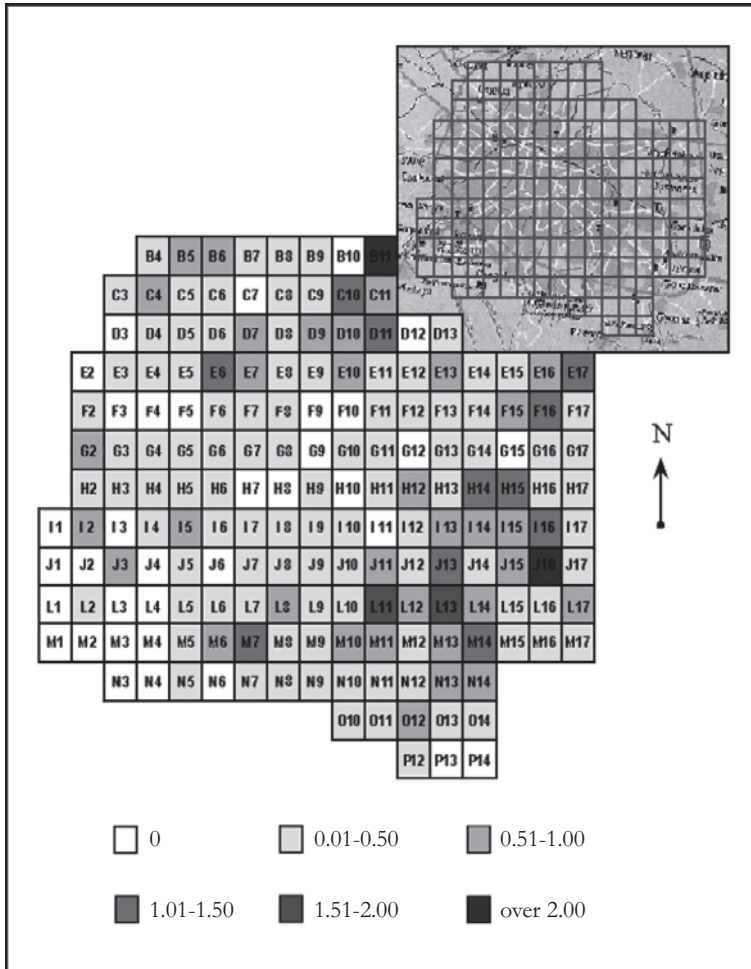 B4 B5 B6 B7 B8 B9 B10 B11
C3 C4 C5 C6 C7 C8 C9 C10 C11
D3 D4 D5 D6 D7 D8 D9 D10 D11 D12 D13
E2 E3 E4 E5 E6 E7 E8 E9 E10 E11 E12 E13 E14 E15 E16 E17
F2 F3 F4 F5 F6 F7 F8 F9 F10 F11 F12 F13 F14 F15 F16 F17
G2 G3 G4 G5 G6 G7 G8 G9 G10 G11 G12 G13 G14 G15 G16 G17
N
H2 H3 H4 H5 H6 H7 H8 H9 H10 H11 H12 H13 H14 H15 H16 H17
I1 I2 I3 I4 I5 I6 I7 I8 I9 I10 I11 I12 I13 I14 I15 I16 I17
J1 J2 J3 J4 J5 J6 J7 J8 J9 J10 J11 J12 J13 J14 J15 J16 J17
L1 L2 L3 L4 L5 L6 L7 L8 L9 L10 L11 L12 L13 L14 L15 L16 L17
M1 M2 M3 M4 M5 M6 M7 M8 M9 M10 M11 M12 M13 M14 M15 M16 M17
N3 N4 N5 N6 N7 N8 N9 N10 N11 N12 N13 N14
O10 O11 O12 O13 O14
P12 P13 P14
0 0.01-0.50 0.51-1.00
1.01-1.50 1.51-2.00 over 2.00